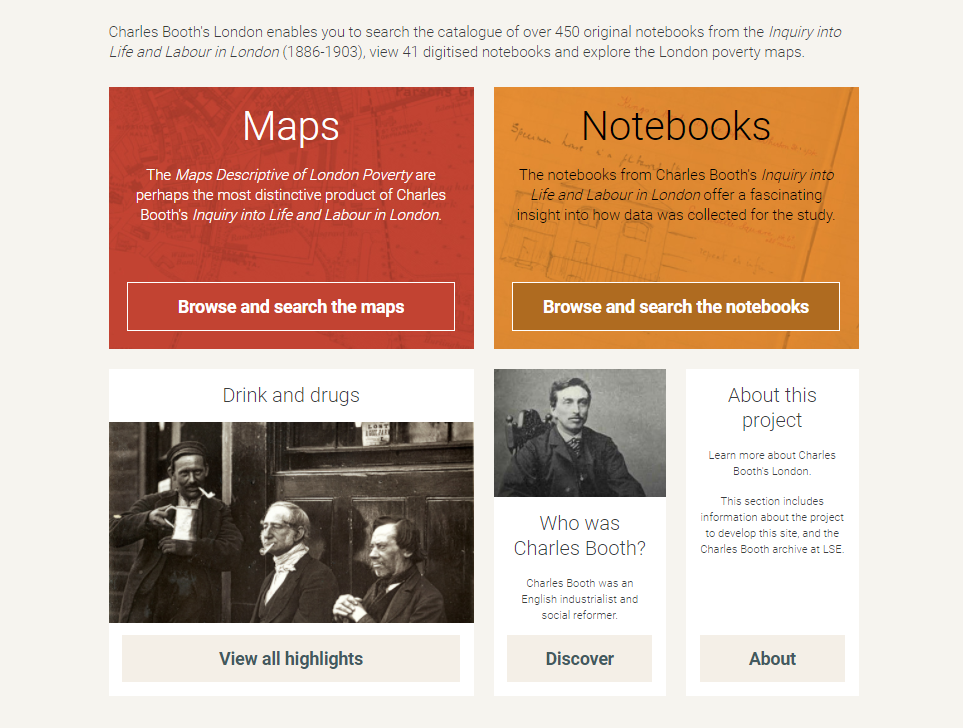 Charles Booth's London enables you to search the catalogue of over 450 original notebooks from the Inquiry into
Life and Labour in London (1886-1903), view 41 digitised notebooks and explore the London poverty maps.
Maps
The Maps Descriptive of London Poverty are
perhaps the most distinctive product of Charles
Booth's Inquiry into Life and Labour in London.
Browse and search the maps
Notebooks
The notebooks from Charles Booth's Inquiry into
Life and Labour in London offer a fascinating
insight into how data was collected for the study.
Browse and search the notebooks
Drink and drugs
LOST
View all highlights
Who was
Charles Booth?
Charles Booth was an
English industrialist and
social reformer.
Discover
About this
project
Learn more about Charles
Booth's London.
This section includes
information about the project
to develop this site, and the
Charles Booth archive at LSE.
About